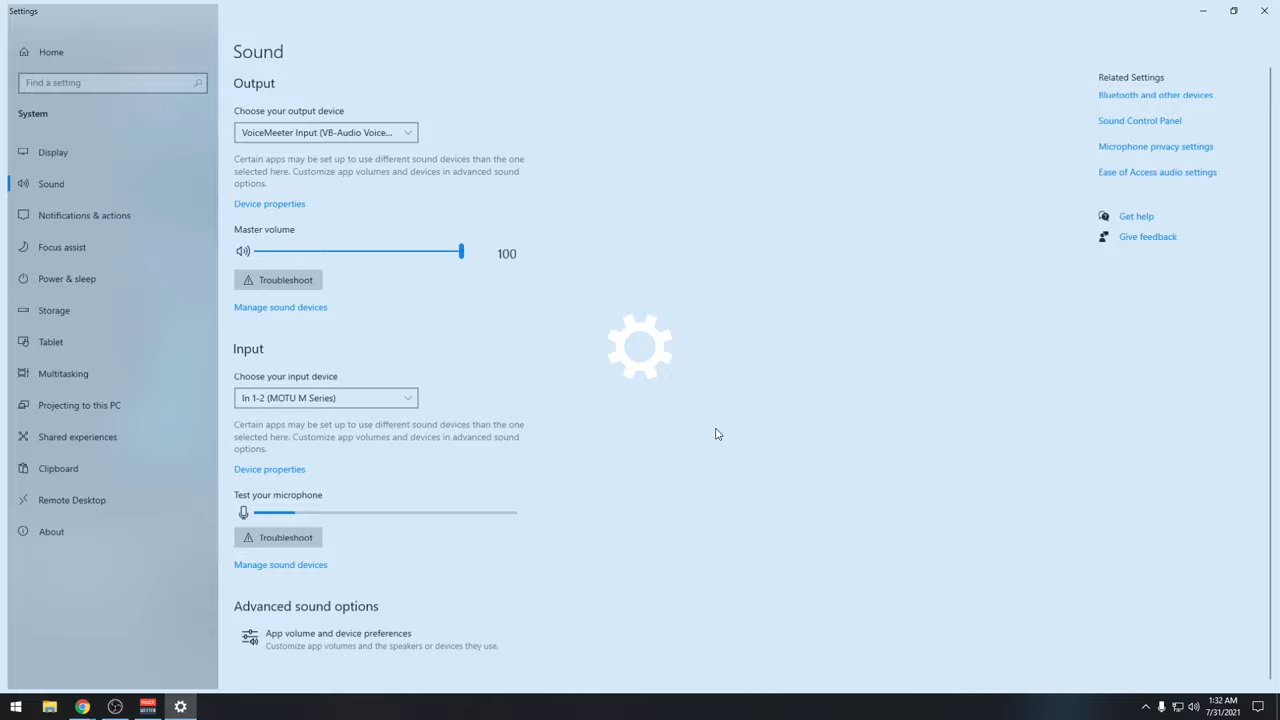 Settings
Home
Find a setting
System
Display
Sound
Notifications & actions
Focus assist
Power & sleep
Storage
Tablet
Multitasking
Projecting to this PC
Shared experiences
Clipboard
Remote Desktop
About
Sound
Output
Choose your output device
VoiceMeeter Input (VB-Audio Voice...
Certain apps may be set up to use different sound devices than the one
selected here. Customize app volumes and devices in advanced sound
options.
Device properties
Master volume
100
Troubleshoot
Manage sound devices
Input
Choose your input device
In 1-2 (MOTU M Series)
Certain apps may be set up to use different sound devices than the one
selected here. Customize app volumes and devices in advanced sound
options.
Device properties
Test your microphone
Troubleshoot
Manage sound devices
Advanced sound options
App volume and device preferences
Customize app volumes and the speakers or devices they use.
Related Settings
Bluetooth and other devices
Sound Control Panel
Microphone privacy settings
Ease of Access audio settings
Get help
Give feedback
VOICE
MEETER
1:32 AM
7/31/2021